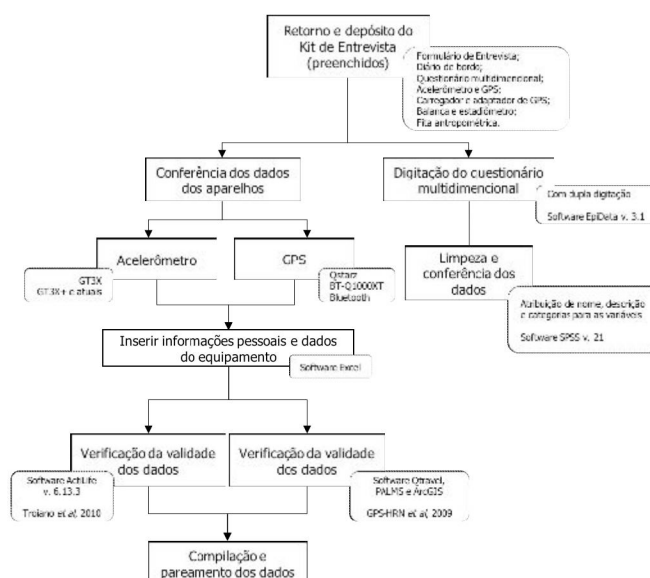 Retorno e depósito do
Kit de Entrevista
(preenchidos)
Formulário de Entrevista;
Diário de bordo;
Questionário multidimensional;
Acelerômetro e GPS;
Carregador e adaptador de GPS;
Balança e estadiômetro;
Fita antropométrica.
Conferência dos dados
dos aparelhos
Digitação do cuestionário
multidimensional
Com dupla digitação
Software EpiData v. 3.1
Acelerômetro
GT3X
GT3X+ e atuais
GPS
Qstarz
BT-Q1000XT
Bluetooth
Limpeza e
conferência dos
dados
Atribuição de nome, descrição
e categorias para as variáveis
Software SPSS v. 21
Inserir informações pessoais e dados
do equipamento
Software Excel
Verificação da validade
dos dados
Software ActiLife
v. 6.13.3
Troiano et al, 2010
Verificação da validade
dos dados
Software Qtravel,
PALMS e ArcGIS
GPS-HRN et al, 2009
Compilação e
pareamento dos dados